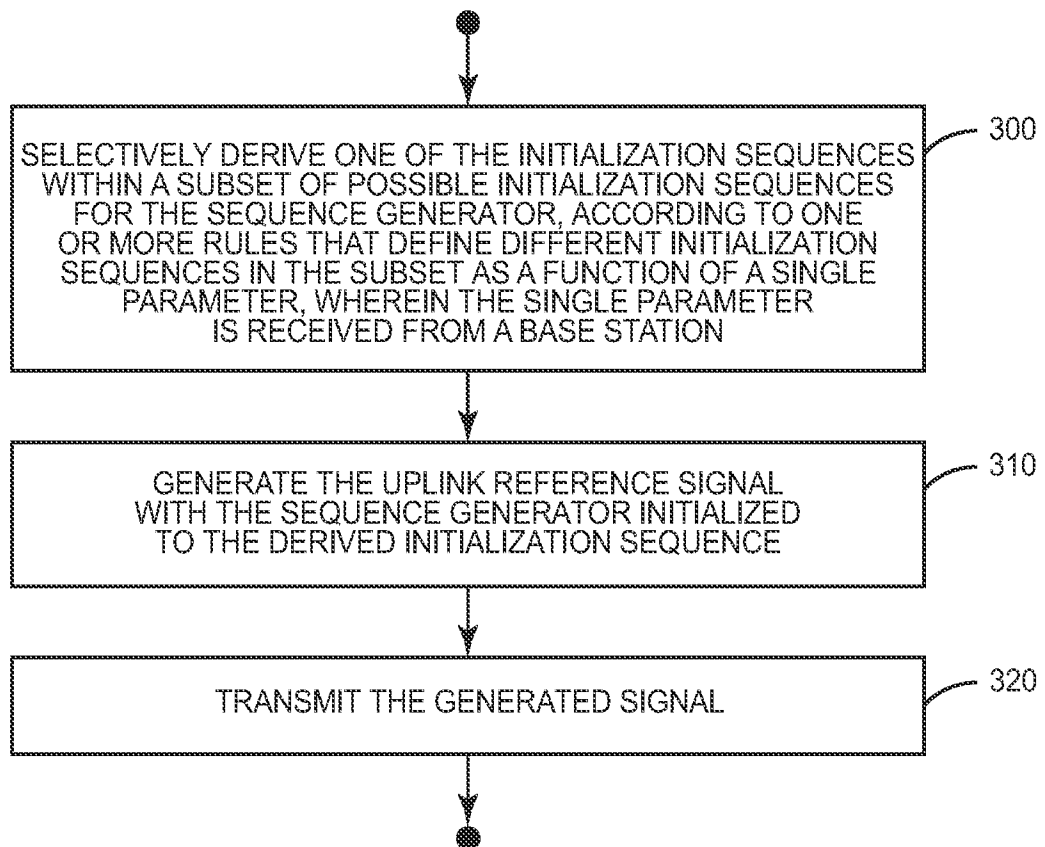 SELECTIVELY DERIVE ONE OF THE INITIALIZATION SEQUENCES
WITHIN A SUBSET OF POSSIBLE INITIALIZATION SEQUENCES
FOR THE SEQUENCE GENERATOR, ACCORDING TO ONE
OR MORE RULES THAT DEFINE DIFFERENT INITIALIZATION
SEQUENCES IN THE SUBSET AS A FUNCTION OF A SINGLE
PARAMETER, WHEREIN THE SINGLE PARAMETER
IS RECEIVED FROM A BASE STATION
300
GENERATE THE UPLINK REFERENCE SIGNAL
WITH THE SEQUENCE GENERATOR INITIALIZED
TO THE DERIVED INITIALIZATION SEQUENCE
310
TRANSMIT THE GENERATED SIGNAL
320